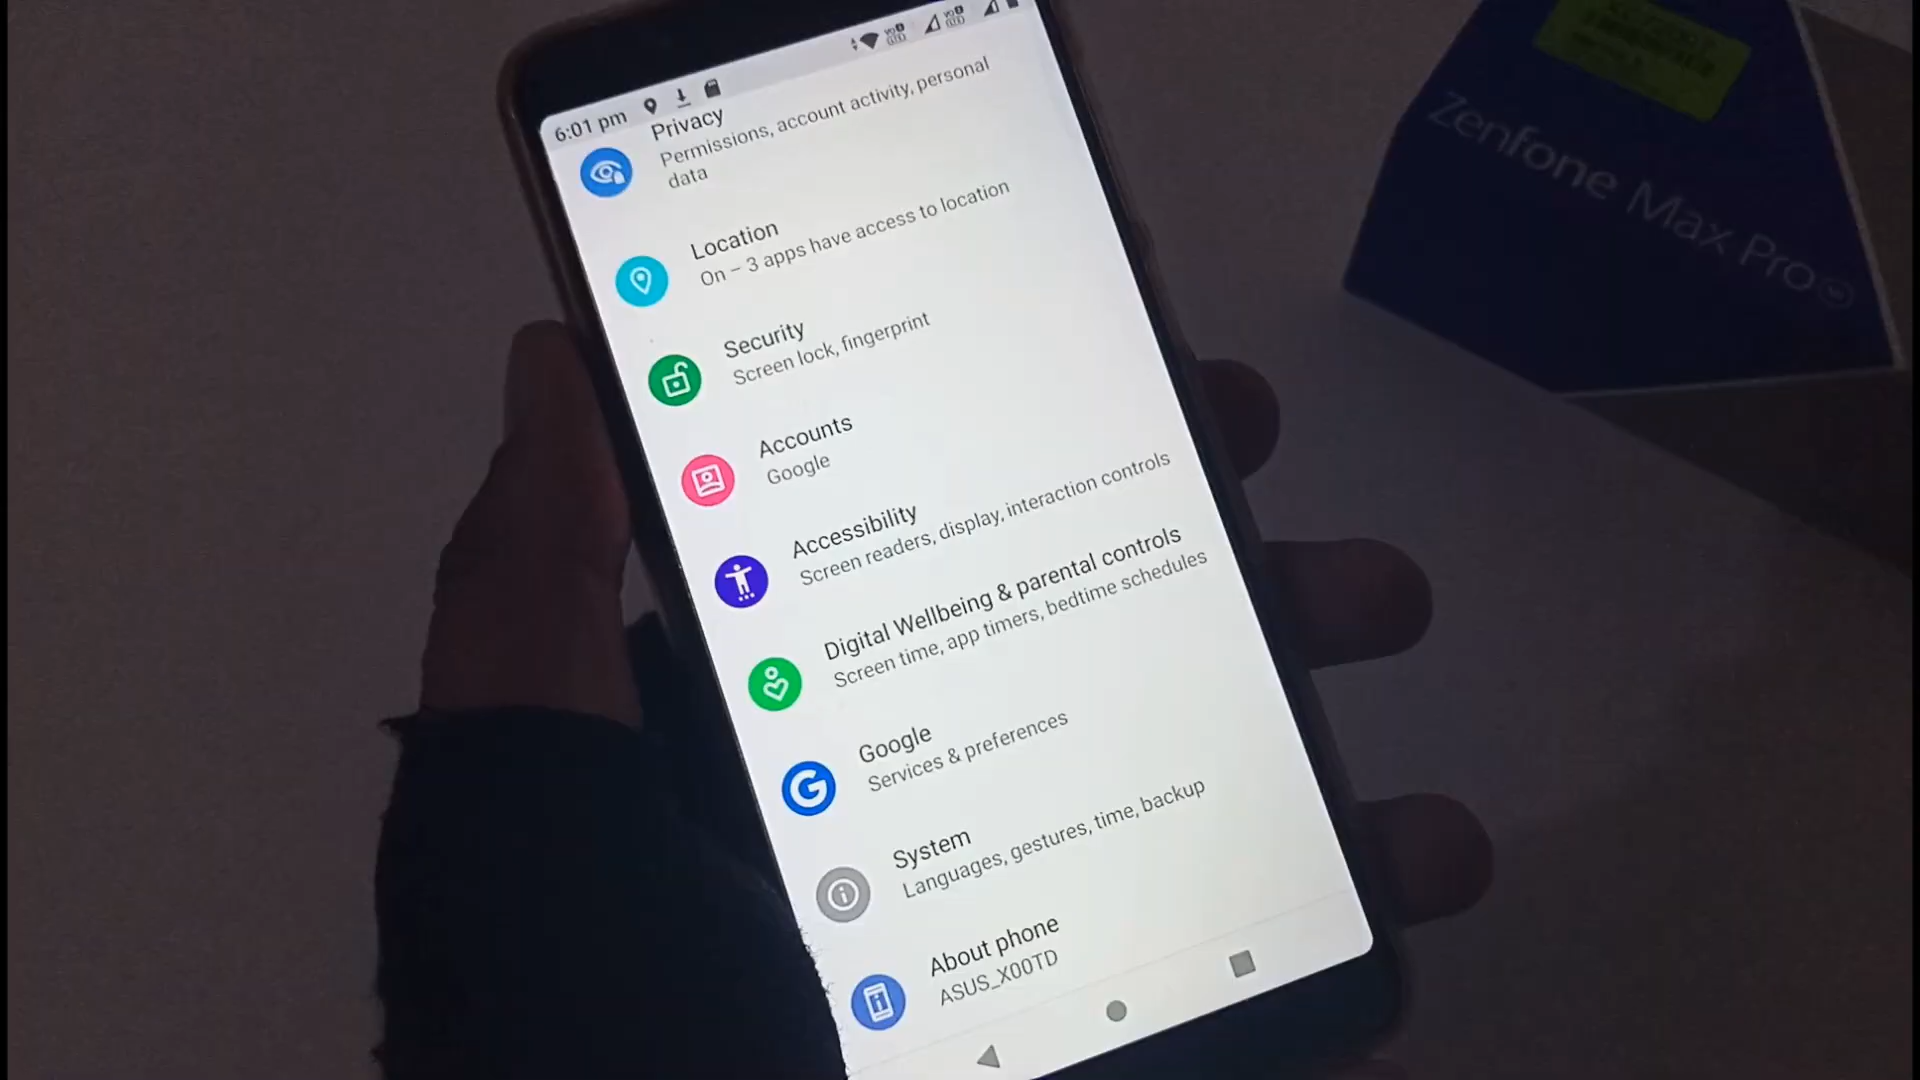 6:01 pm
Privacy
Permissions, account activity, personal
data
Location
On – 3 apps have access to location
Security
Screen lock, fingerprint
Accounts
Google
Accessibility
Screen readers, display, interaction controls
Digital Wellbeing & parental controls
Screen time, app timers, bedtime schedules
Google
Services & preferences
System
Languages, gestures, time, backup
About phone
ASUS_X00TD
Zenfone Max Pro